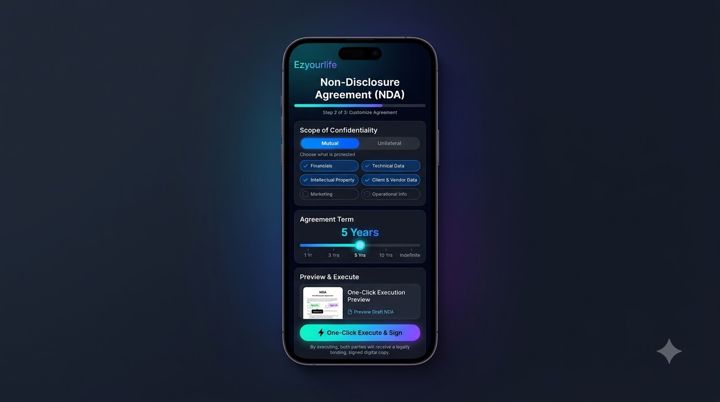 Ezyourlife
Non-Disclosure
Agreement (NDA)
Step 2 of 3: Customize Agreement
Scope of Confidentiality
Mutual Unilateral
Choose what is protected
Financials Technical Data
Intellectual Property Client & Vendor Data
Marketing Operational Info
Agreement Term
5 Years
1 Yr 3 Yrs 5 Yrs 10 Yrs Indefinite
Preview & Execute
NDA
One-Click Execution
Preview
Preview Draft NDA
One-Click Execute & Sign
By executing, both parties will receive a legally
binding, signed digital copy.